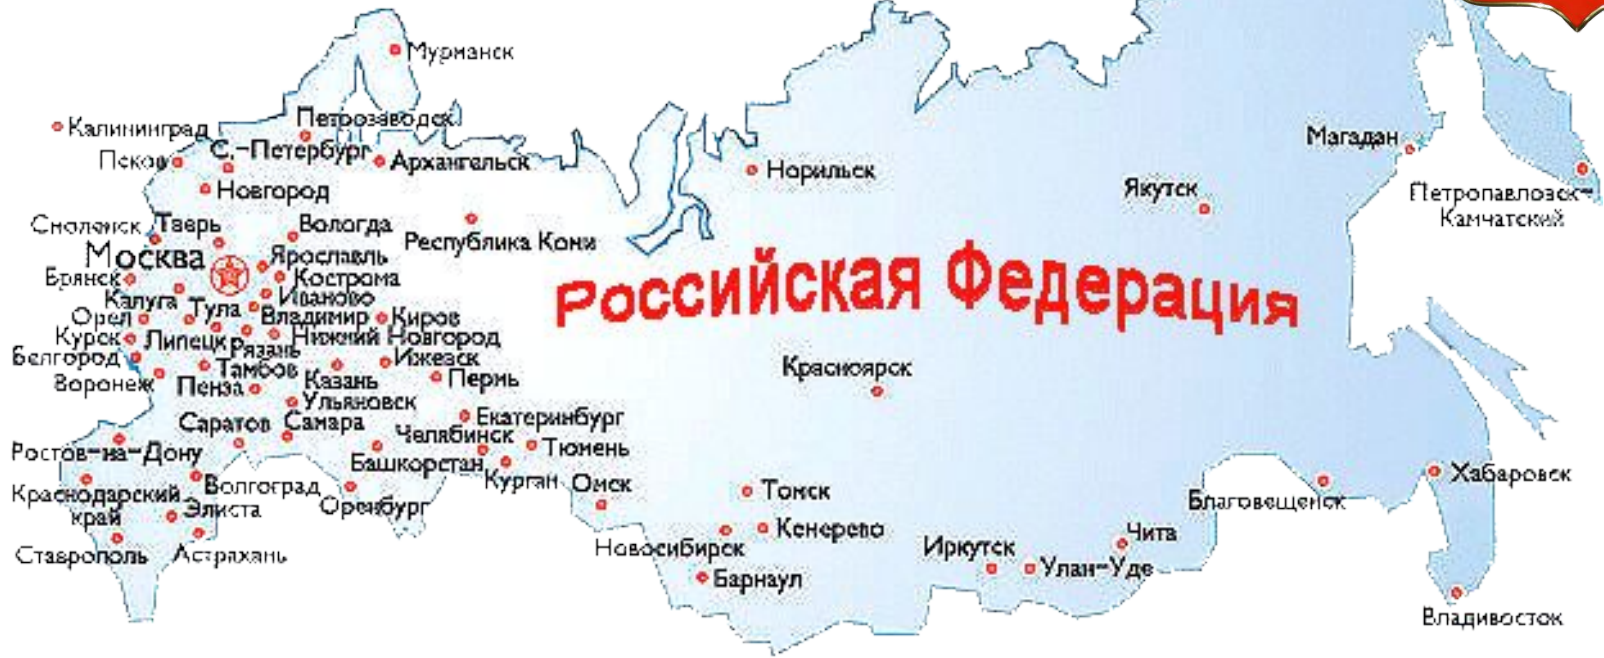 Мурманск
Петрозаводск
Калининград
Псков
С.-Петербург
Архангельск
Новгород
Норильск
Магадан
Якутск
Петропавловск-
Камчатский
Смоленск
Тверь
Вологда
Республика Коми
Москва
Ярославль
Брянск
Кострома
Калуга
Тула
Иваново
Российская Федерация
Орел
Владимир
Киров
Курск
Липецк
Рязань
Нижний Новгород
Белгород
Тамбов
Ижевск
Воронеж
Пенза
Казань
Пермь
Красноярск
Ульяновск
Саратов
Самара
Екатеринбург
Челябинск
Тюмень
Ростов-на-Дону
Башкорстан
Курган
Омск
Томск
Хабаровск
Краснодарский
край
Волгоград
Элиста
Оренбург
Благовещенск
Ставрополь
Астрахань
Новосибирск
Кемерево
Барнаул
Иркутск
Улан-Уде
Чита
Владивосток